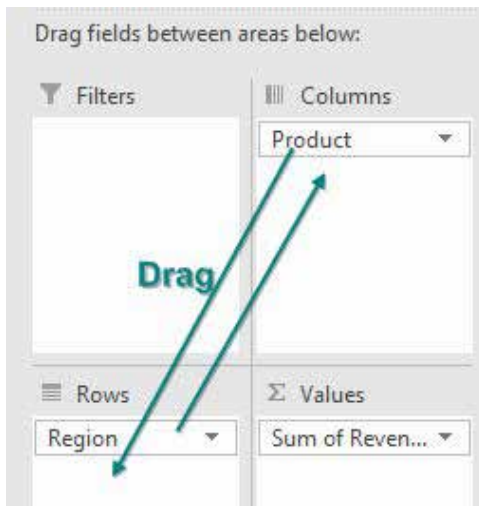 Drag fields between areas below:
Filters
Columns
Product
Drag
Rows
Σ Values
Region
Sum of Reven...